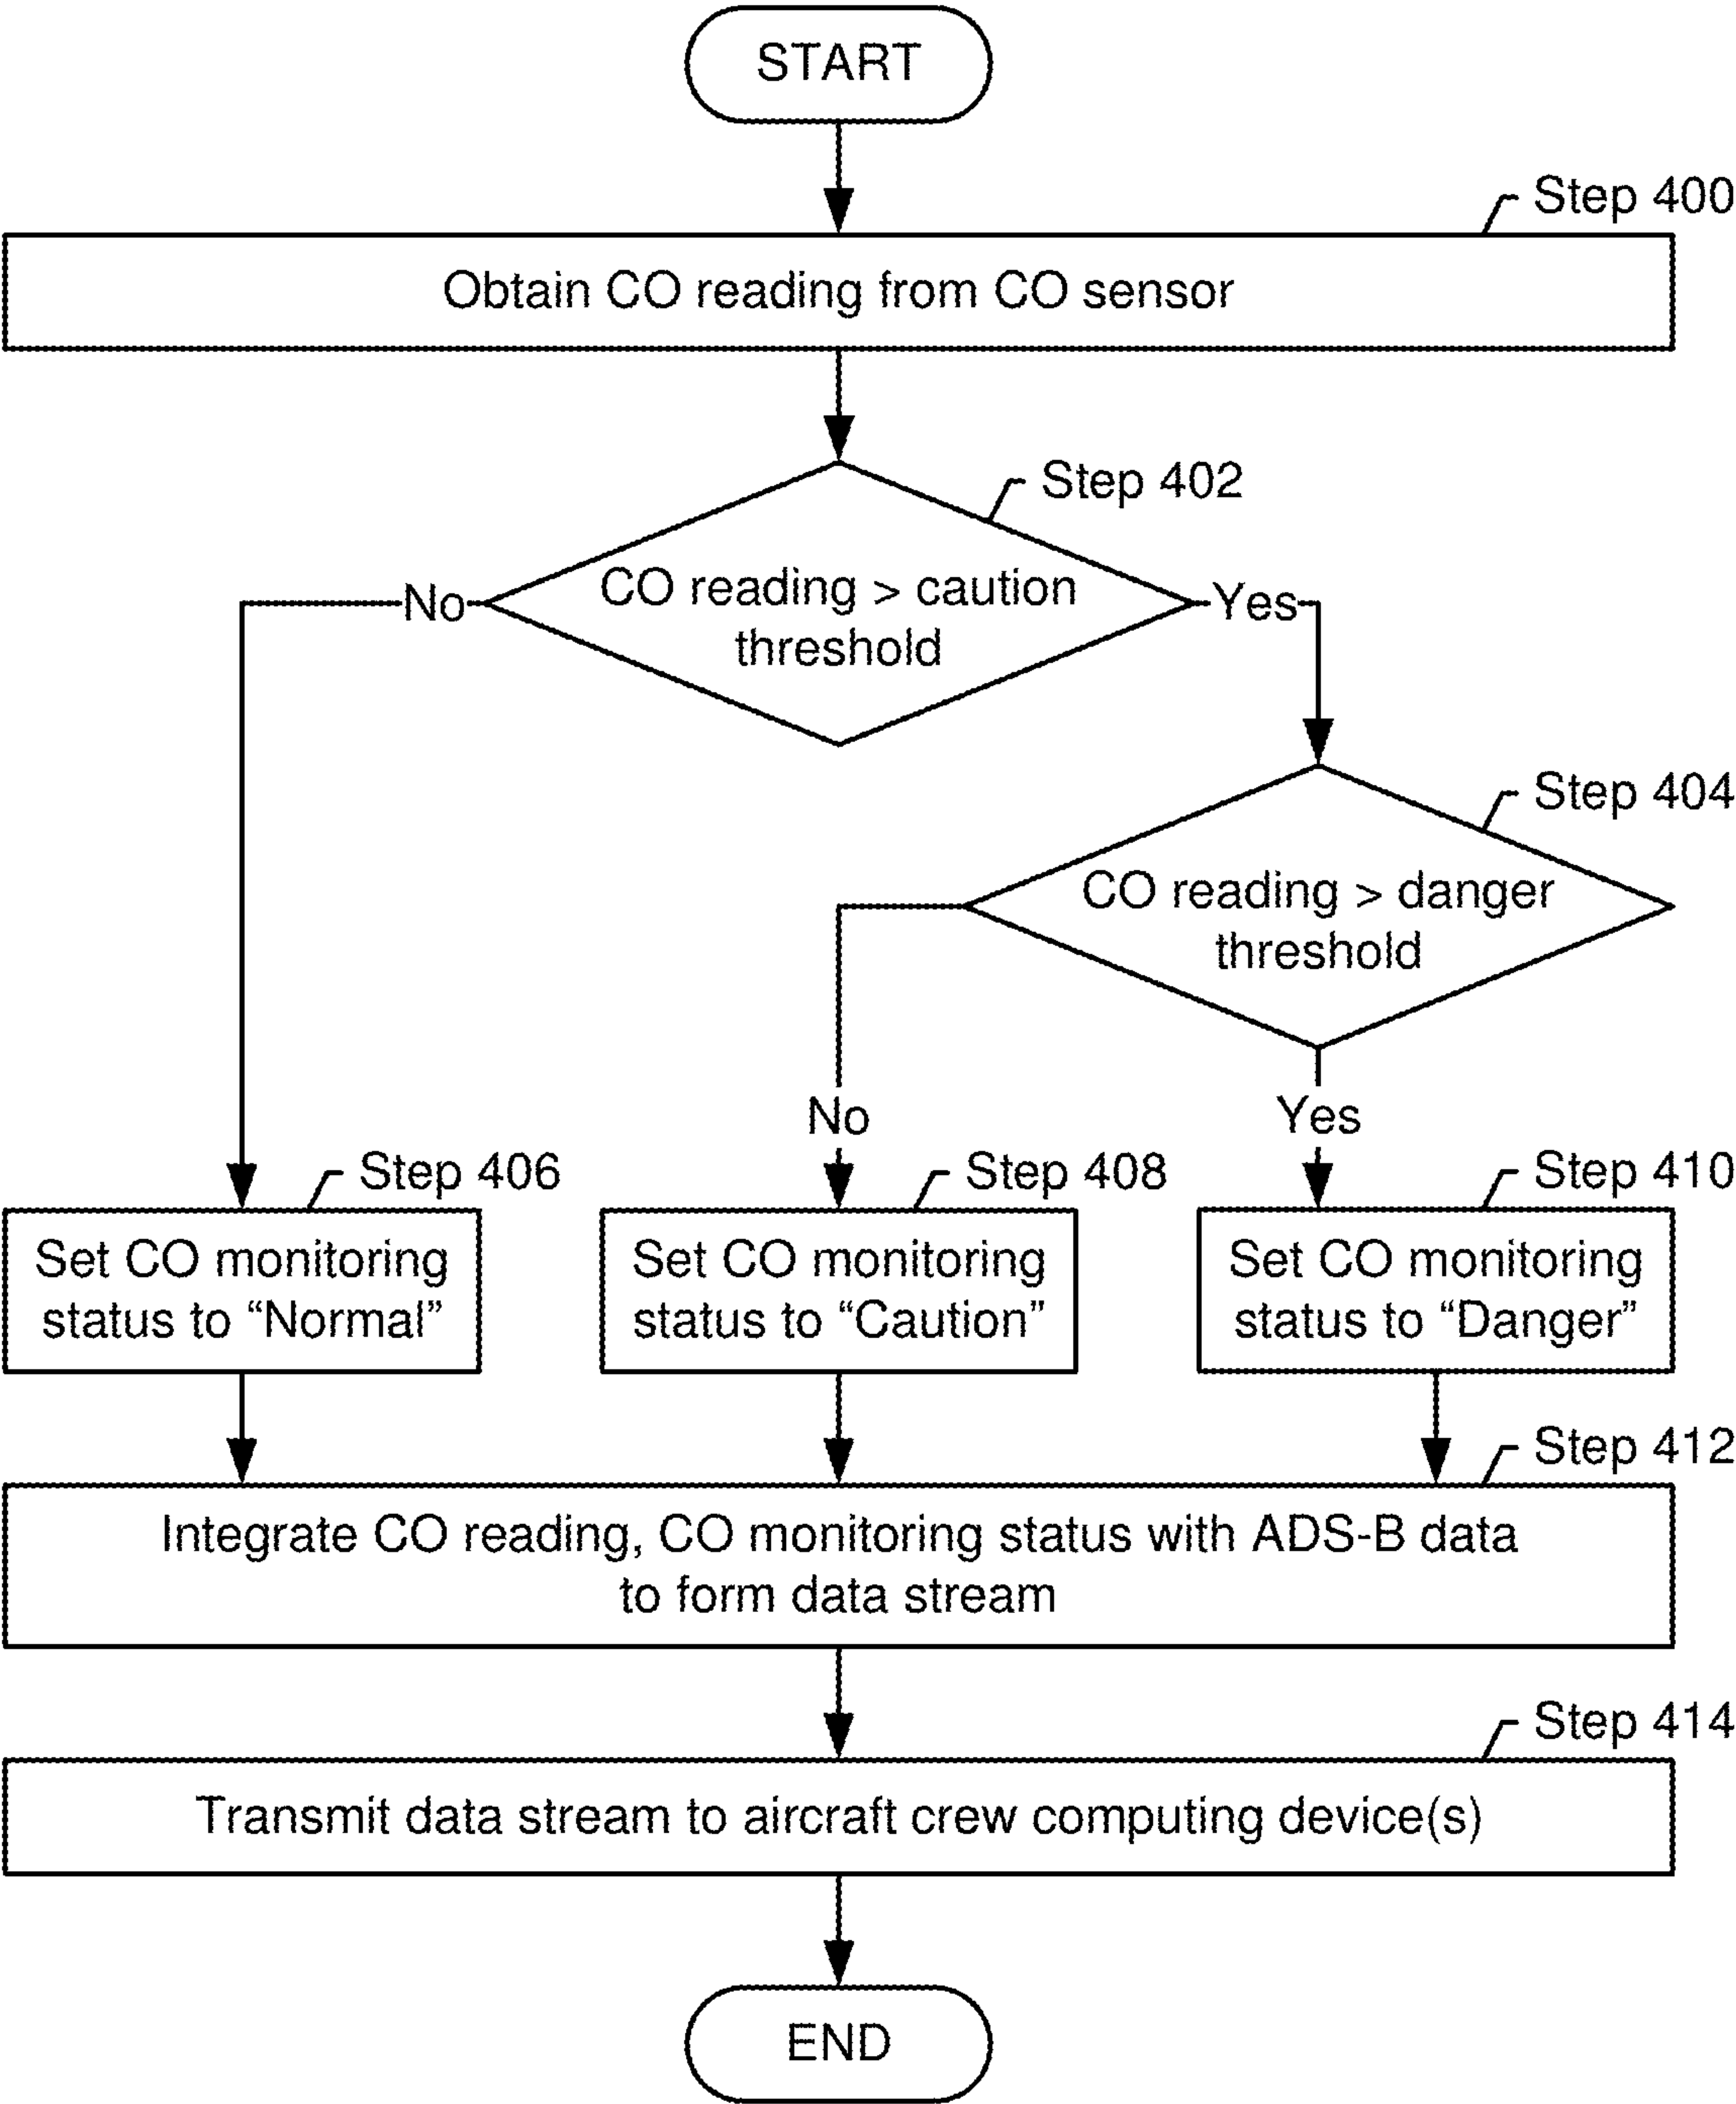 START
Step 400
Obtain CO reading from CO sensor
Step 402
CO reading > caution
threshold
No
Yes
Step 404
CO reading > danger
threshold
No
Yes
Step 406
Step 408
Step 410
Set CO monitoring
status to “Normal”
Set CO monitoring
status to “Caution”
Set CO monitoring
status to “Danger”
Step 412
Integrate CO reading, CO monitoring status with ADS-B data
to form data stream
Step 414
Transmit data stream to aircraft crew computing device(s)
END